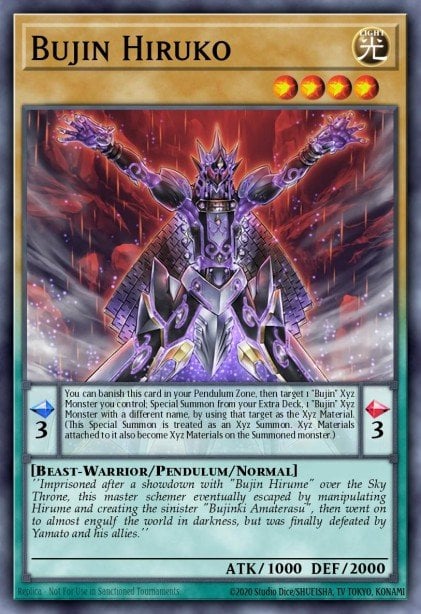 BUJIN HIRUKO
LIGHT
光
You can banish this card in your Pendulum Zone, then target 1 "Bujin" Xyz
Monster you control; Special Summon from your Extra Deck, 1 "Bujin" Xyz
Monster with a different name, by using that target as the Xyz Material.
(This Special Summon is treated as an Xyz Summon. Xyz Materials
attached to it also become Xyz Materials on the Summoned monster.)
3
3
[BEAST-WARRIOR/PENDULUM/NORMAL]
''Imprisoned after a showdown with "Bujin Hirume" over the Sky
Throne, this master schemer eventually escaped by manipulating
Hirume and creating the sinister "Bujinki Amaterasu", then went on
to almost engulf the world in darkness, but was finally defeated by
Yamato and his allies.''
ATK/1000 DEF/2000
Replica - Not For Use in Sanctioned Tournaments
©2020 Studio Dice/SHUEISHA, TV TOKYO, KONAMI